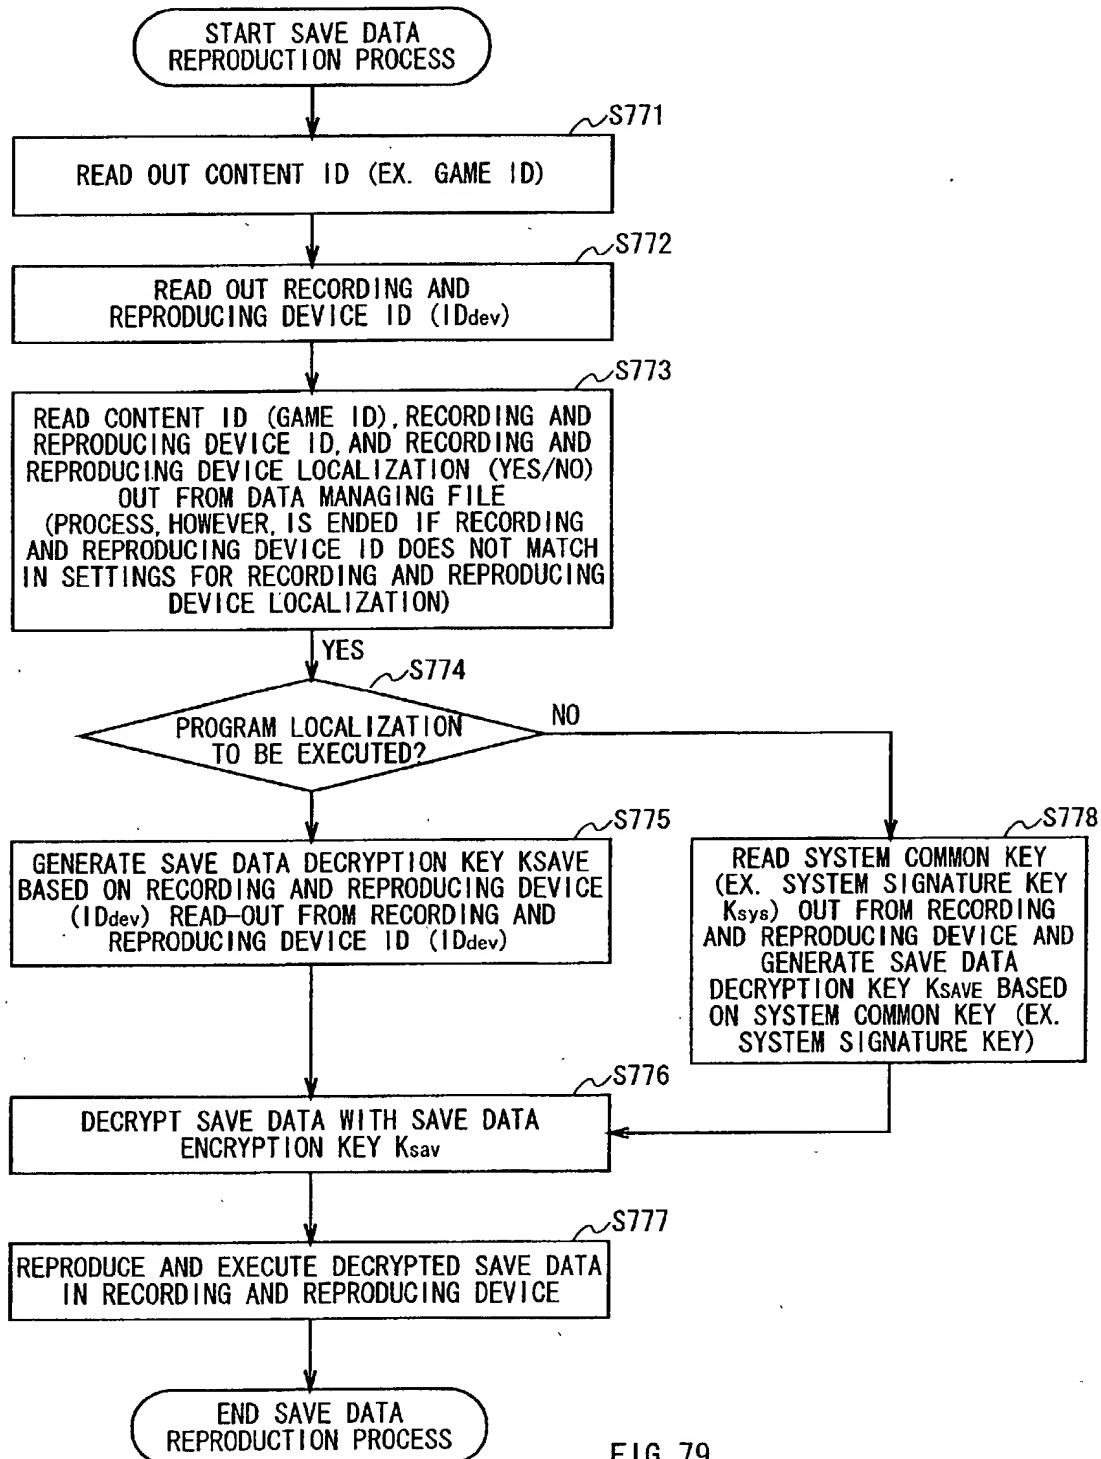 START SAVE DATA
REPRODUCTION PROCESS
S771
READ OUT CONTENT ID (EX. GAME ID)
S772
READ OUT RECORDING AND
REPRODUCING DEVICE ID (IDdev)
S773
READ CONTENT ID (GAME ID), RECORDING AND
REPRODUCING DEVICE ID, AND RECORDING AND
REPRODUCING DEVICE LOCALIZATION (YES/NO)
OUT FROM DATA MANAGING FILE
(PROCESS, HOWEVER, IS ENDED IF RECORDING
AND REPRODUCING DEVICE ID DOES NOT MATCH
IN SETTINGS FOR RECORDING AND REPRODUCING
DEVICE LOCALIZATION)
YES
S774
PROGRAM LOCALIZATION
TO BE EXECUTED?
NO
S775
GENERATE SAVE DATA DECRYPTION KEY KSAVE
BASED ON RECORDING AND REPRODUCING DEVICE
(IDdev) READ-OUT FROM RECORDING AND
REPRODUCING DEVICE ID (IDdev)
S778
READ SYSTEM COMMON KEY
(EX. SYSTEM SIGNATURE KEY
Ksys) OUT FROM RECORDING
AND REPRODUCING DEVICE AND
GENERATE SAVE DATA
DECRYPTION KEY KSAVE BASED
ON SYSTEM COMMON KEY (EX.
SYSTEM SIGNATURE KEY)
S776
DECRYPT SAVE DATA WITH SAVE DATA
ENCRYPTION KEY Ksav
S777
REPRODUCE AND EXECUTE DECRYPTED SAVE DATA
IN RECORDING AND REPRODUCING DEVICE
END SAVE DATA
REPRODUCTION PROCESS
FIG. 79